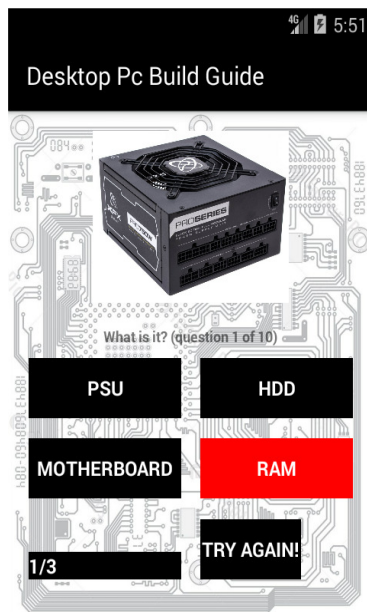 4G 5:51
Desktop Pc Build Guide
PROSERIES
What is it? (question 1 of 10)
PSU HDD
MOTHERBOARD RAM
TRY AGAIN!
1/3